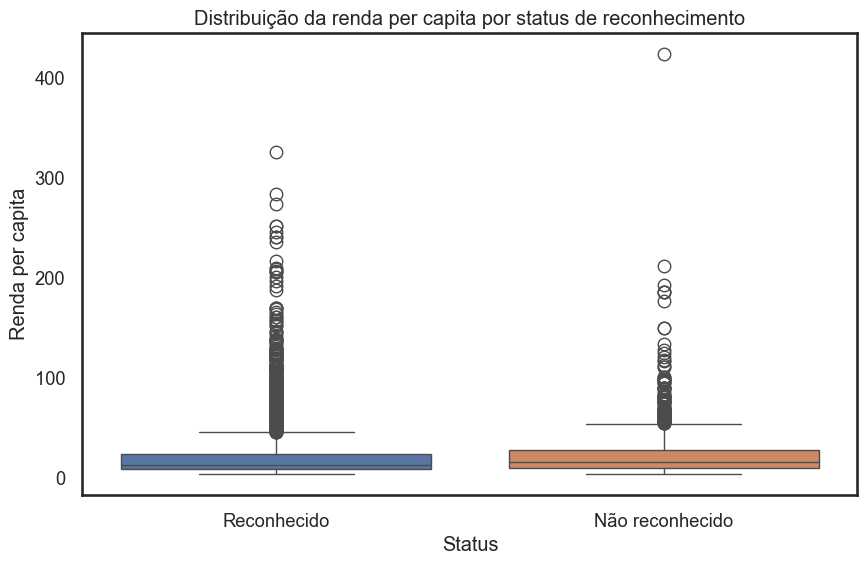 Distribuição da renda per capita por status de reconhecimento
Renda per capita
400
300
200
100
0
Reconhecido
Não reconhecido
Status